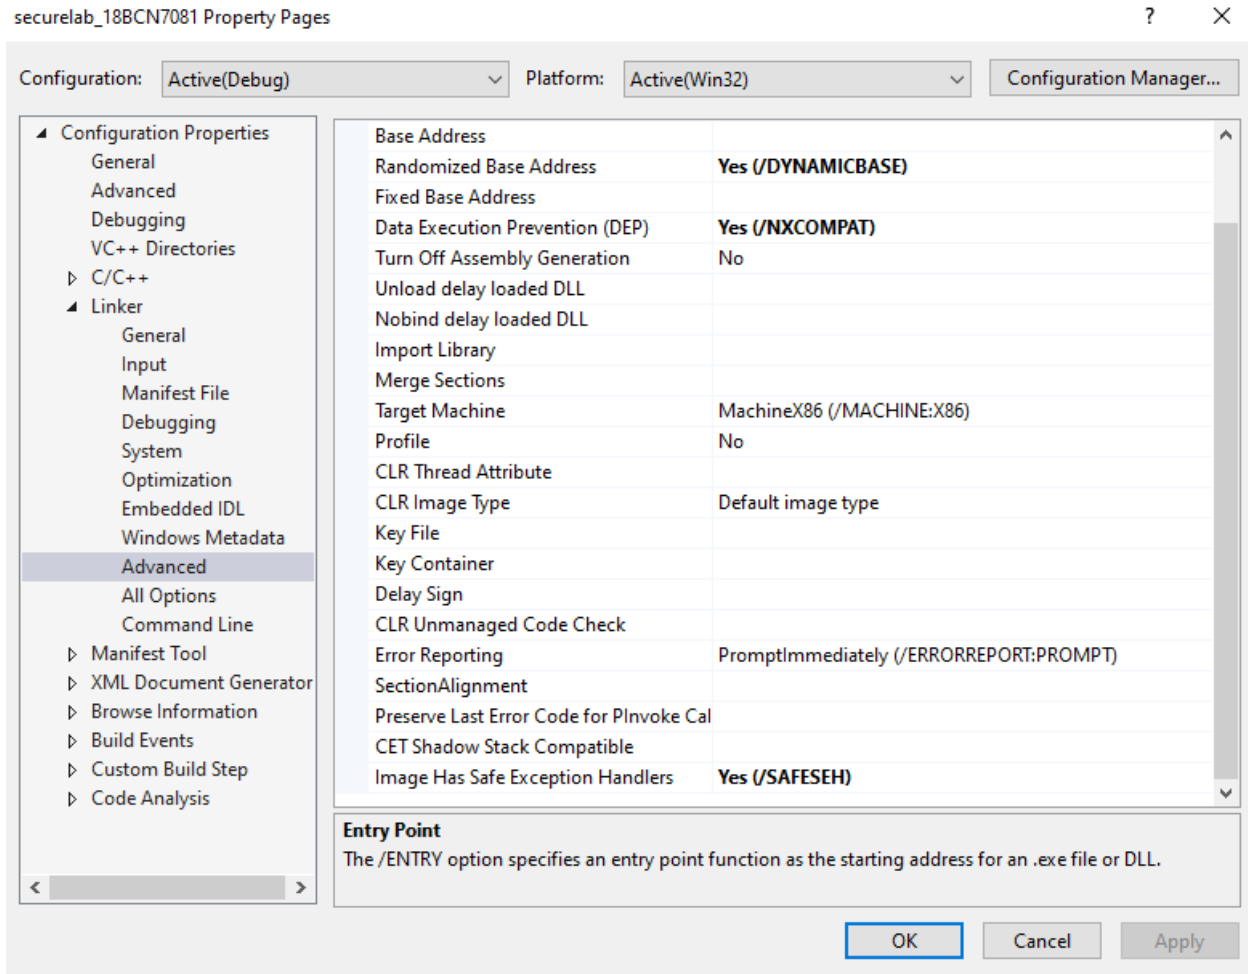 securelab_18BCN7081 Property Pages
Configuration: Active(Debug) Platform: Active(Win32) Configuration Manager...
Configuration Properties
General
Advanced
Debugging
VC++ Directories
C/C++
Linker
General
Input
Manifest File
Debugging
System
Optimization
Embedded IDL
Windows Metadata
Advanced
All Options
Command Line
Manifest Tool
XML Document Generator
Browse Information
Build Events
Custom Build Step
Code Analysis
Base Address
Randomized Base Address Yes (/DYNAMICBASE)
Fixed Base Address
Data Execution Prevention (DEP) Yes (/NXCOMPAT)
Turn Off Assembly Generation No
Unload delay loaded DLL
Nobind delay loaded DLL
Import Library
Merge Sections
Target Machine MachineX86 (/MACHINE:X86)
Profile No
CLR Thread Attribute
CLR Image Type Default image type
Key File
Key Container
Delay Sign
CLR Unmanaged Code Check
Error Reporting PromptImmediately (/ERRORREPORT:PROMPT)
SectionAlignment
Preserve Last Error Code for PInvoke Cal
CET Shadow Stack Compatible
Image Has Safe Exception Handlers Yes (/SAFESEH)
Entry Point
The /ENTRY option specifies an entry point function as the starting address for an .exe file or DLL.
OK Cancel Apply